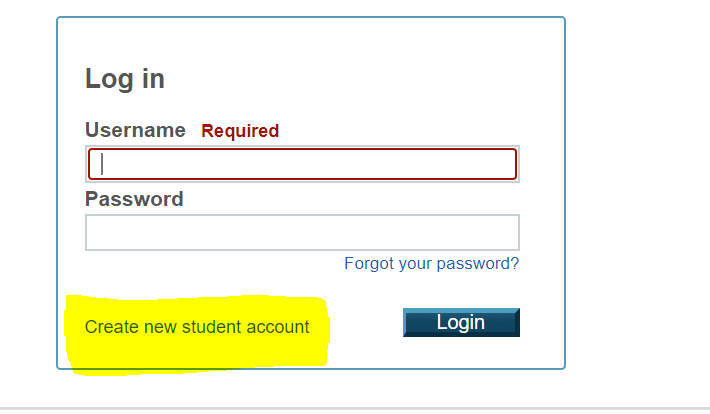 Log in
Username Required
Password
Forgot your password?
Create new student account Login